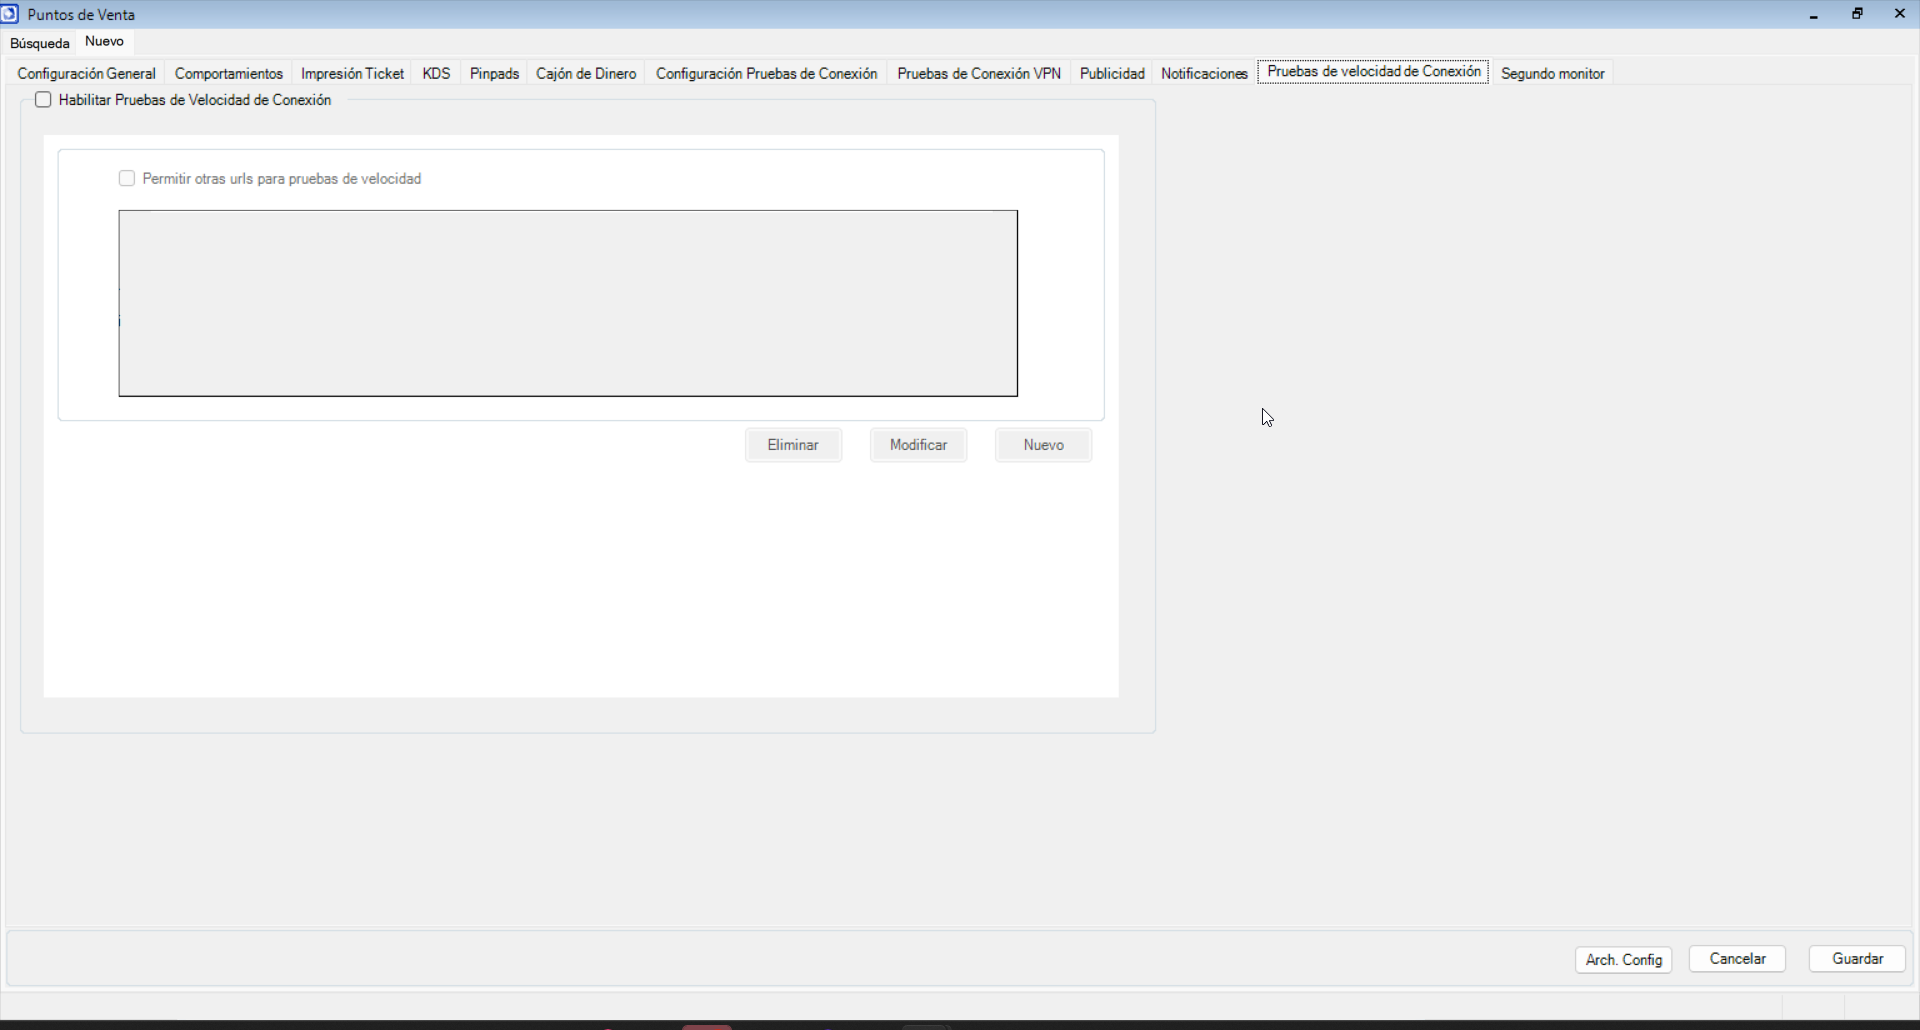 Puntos de Venta
Búsqueda Nuevo
Configuración General Comportamientos Impresión Ticket KDS Pinpads Cajón de Dinero Configuración Pruebas de Conexión Pruebas de Conexión VPN Publicidad Notificaciones Pruebas de velocidad de Conexión Segundo monitor
Habilitar Pruebas de Velocidad de Conexión
Permitir otras urls para pruebas de velocidad
Eliminar Modificar Nuevo
Arch. Config Cancelar Guardar